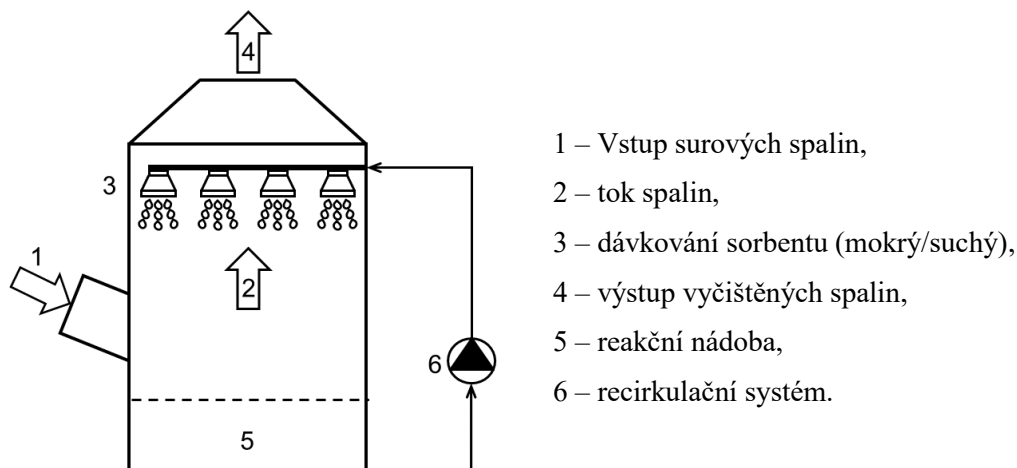 4
3
1
2
6
5
1 – Vstup surových spalin,
2 – tok spalin,
3 – dávkování sorbentu (mokrý/suchý),
4 – výstup vyčištěných spalin,
5 – reakční nádoba,
6 – recirkulační systém.